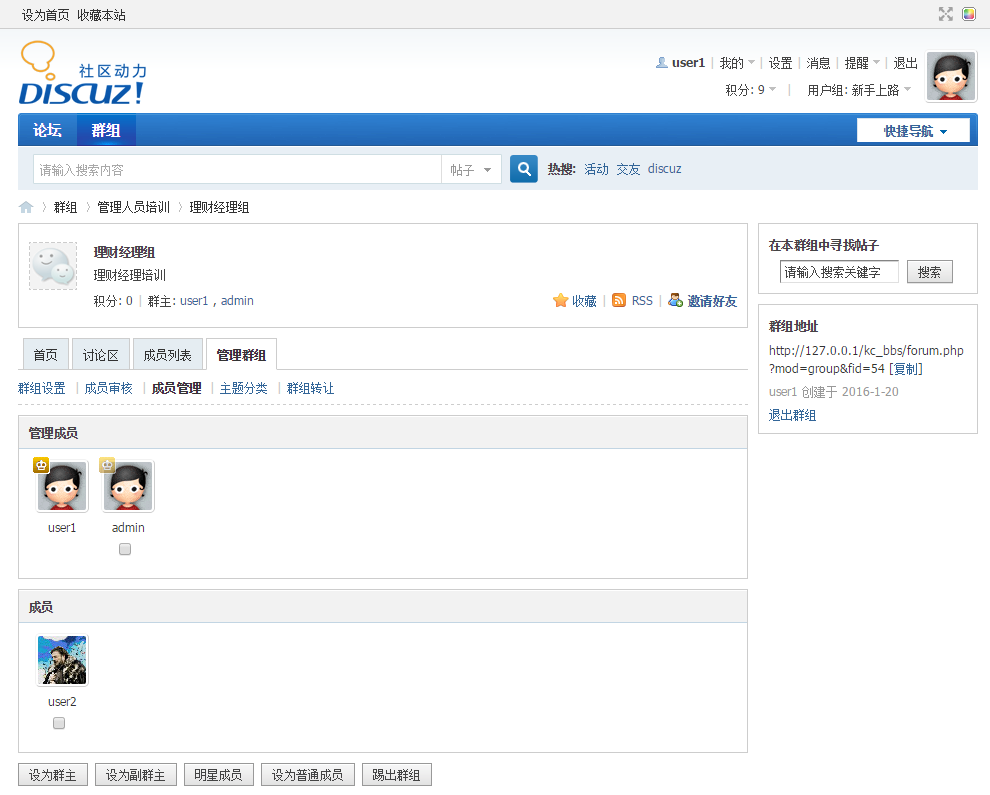 设为首页 收藏本站
社区动力
DISCUZ!
user1 | 我的 | 设置 | 消息 | 提醒 | 退出
积分: 9 | 用户组: 新手上路
论坛 群组 快捷导航
请输入搜索内容 帖子 热搜: 活动 交友 discuz
群组 › 管理人员培训 › 理财经理组
理财经理组
理财经理培训
积分: 0 | 群主: user1 , admin
收藏 | RSS | 邀请好友
在本群组中寻找帖子
请输入搜索关键字 搜索
群组地址
http://127.0.0.1/kc_bbs/forum.php
?mod=group&fid=54 [复制]
user1 创建于 2016-1-20
退出群组
首页 讨论区 成员列表 管理群组
群组设置 | 成员审核 | 成员管理 | 主题分类 | 群组转让
管理成员
user1 admin
成员
user2
设为群主 设为副群主 明星成员 设为普通成员 踢出群组